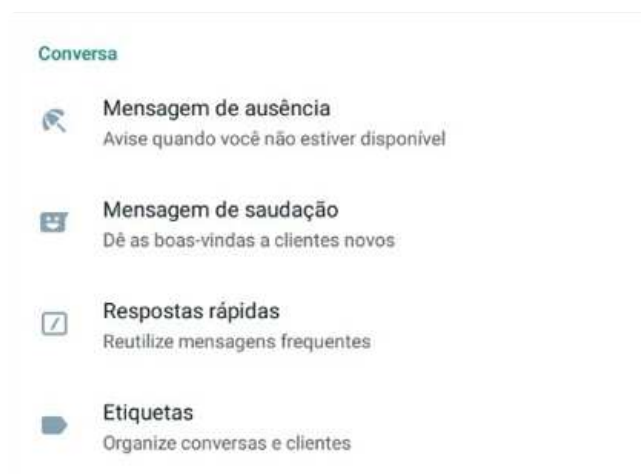 Conversa
Mensagem de ausência
Avise quando você não estiver disponível
Mensagem de saudação
Dê as boas-vindas a clientes novos
Respostas rápidas
Reutilize mensagens frequentes
Etiquetas
Organize conversas e clientes